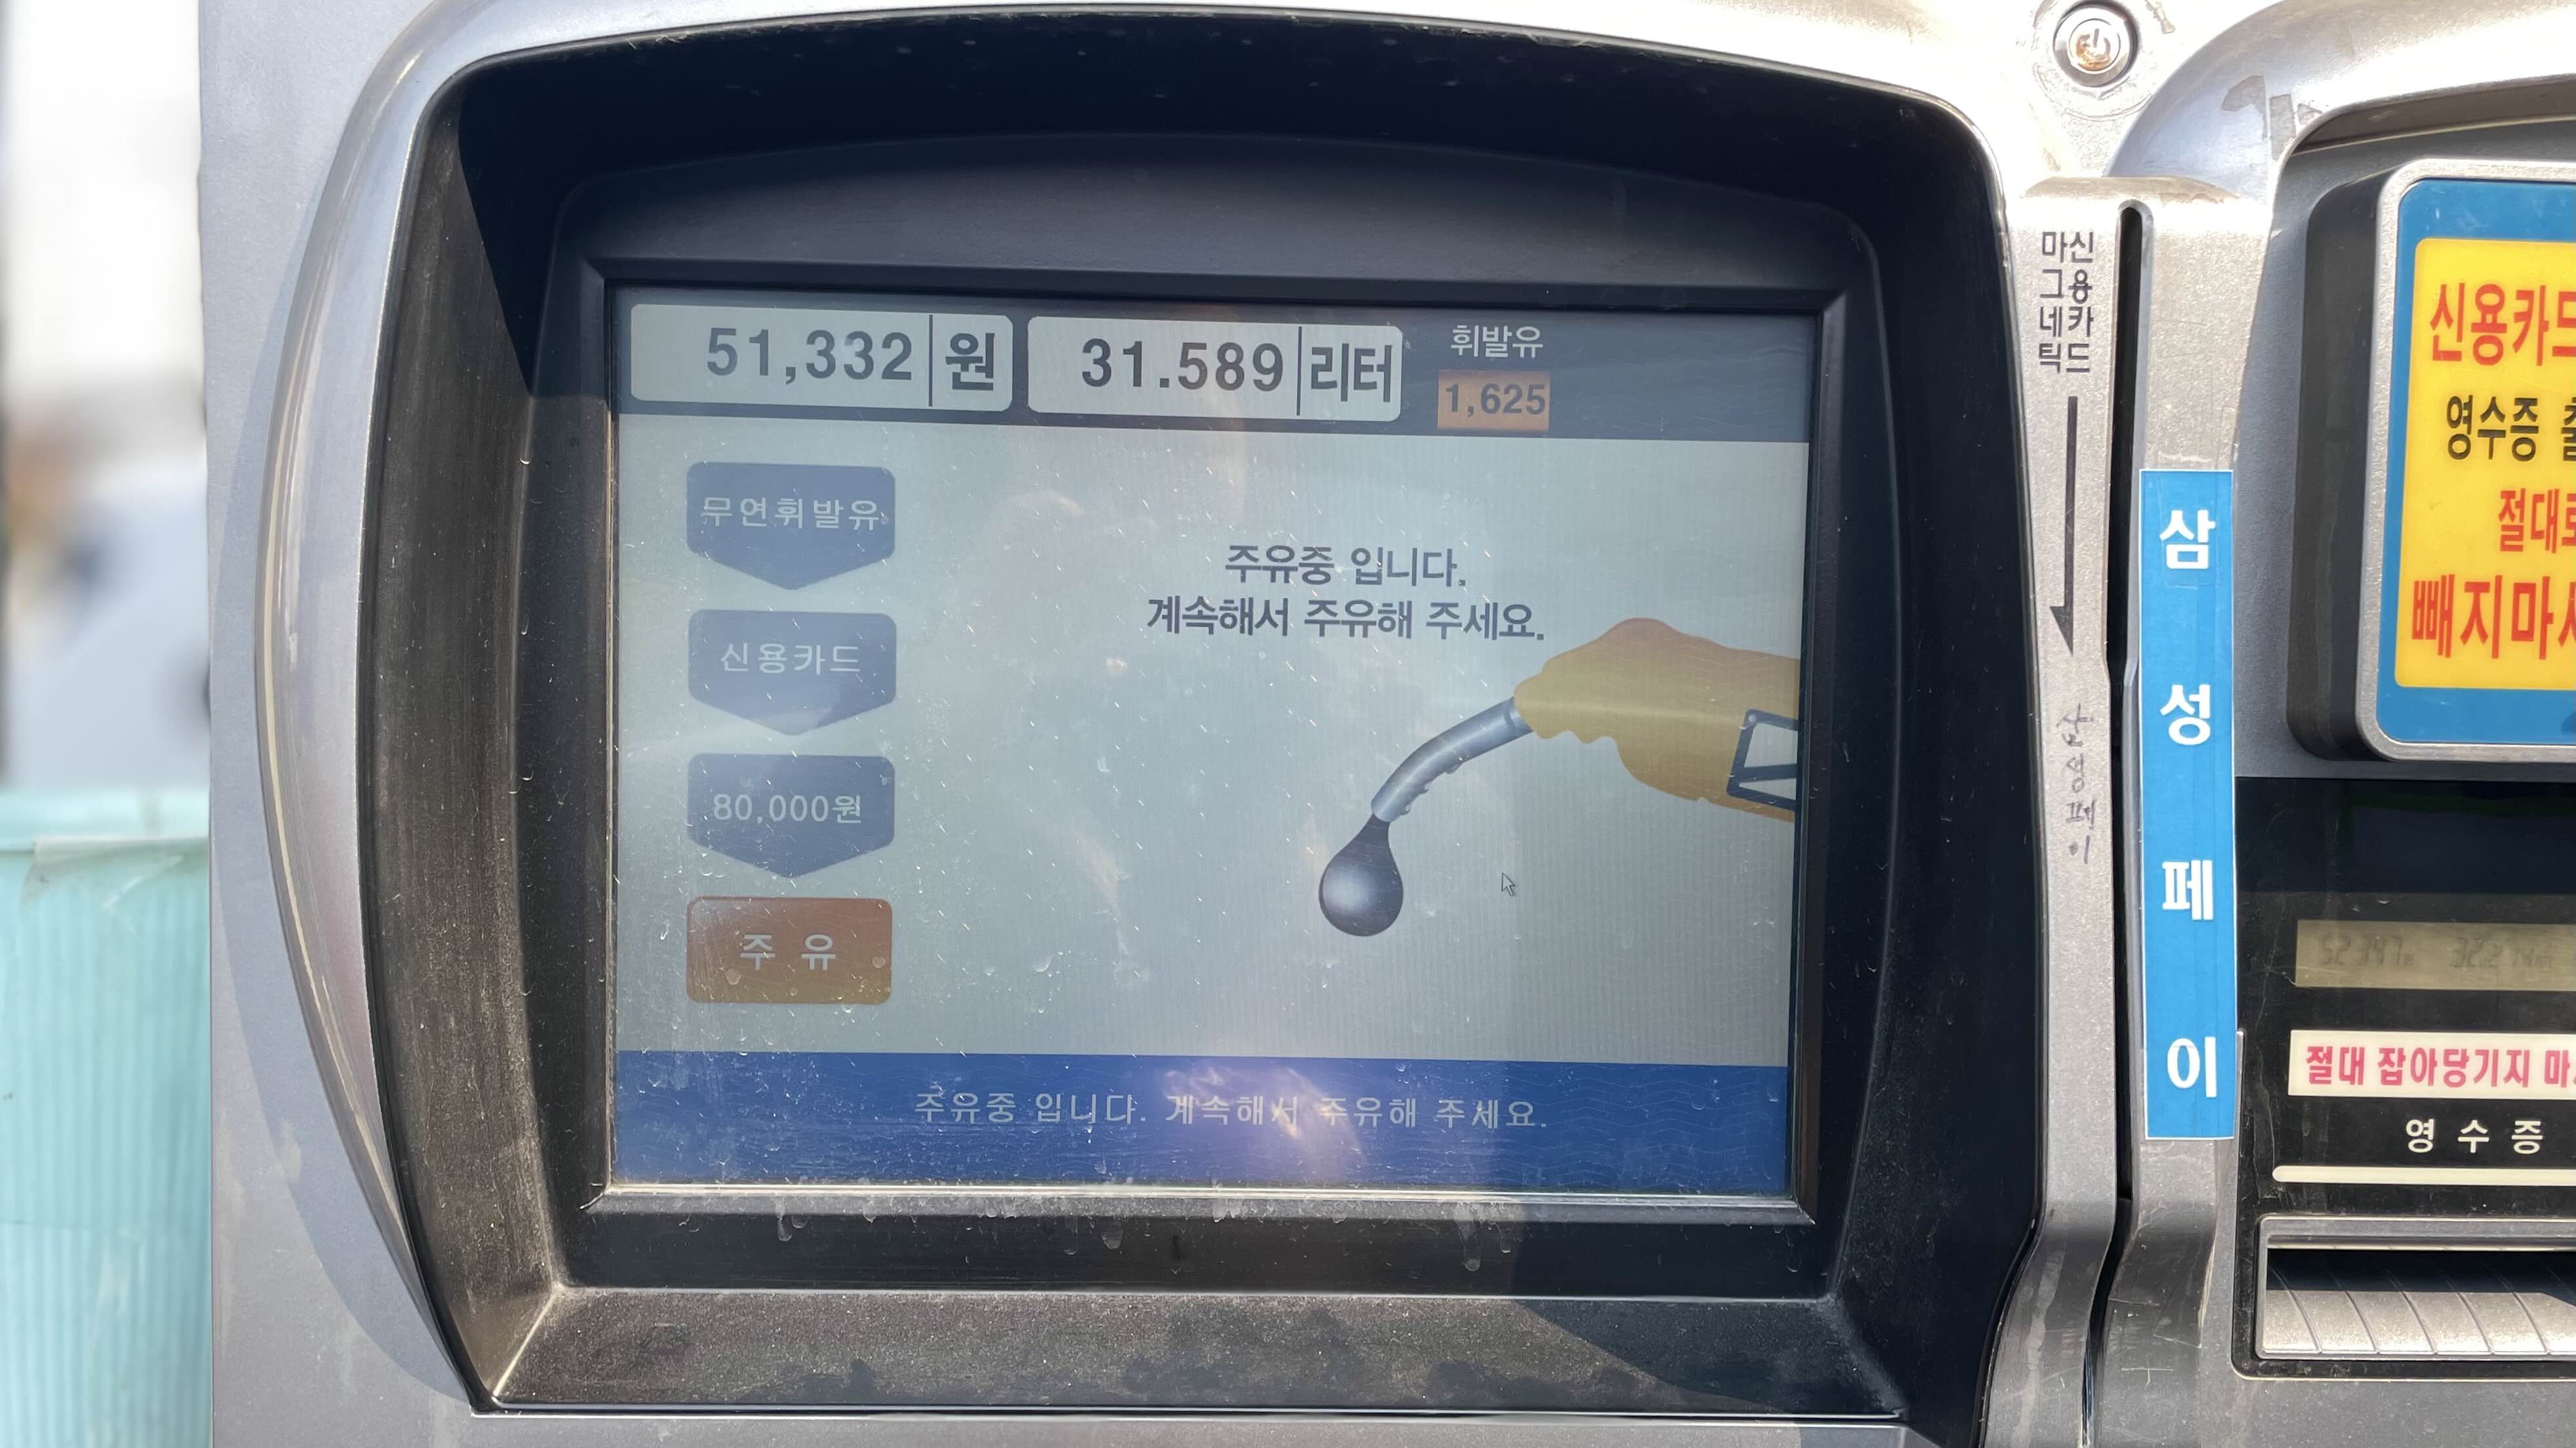 51,332 원
31.589 리터
휘발유
1,625
무연휘발유
신용카드
80,000원
주 유
주유중 입니다.
계속해서 주유해 주세요.
주유중 입니다. 계속해서 주유해 주세요.
신용카드
마그네틱
삼성페이
삼성페이
신용카드
영수증
절대로
빼지마
절대 잡아당기지 마
영 수 증